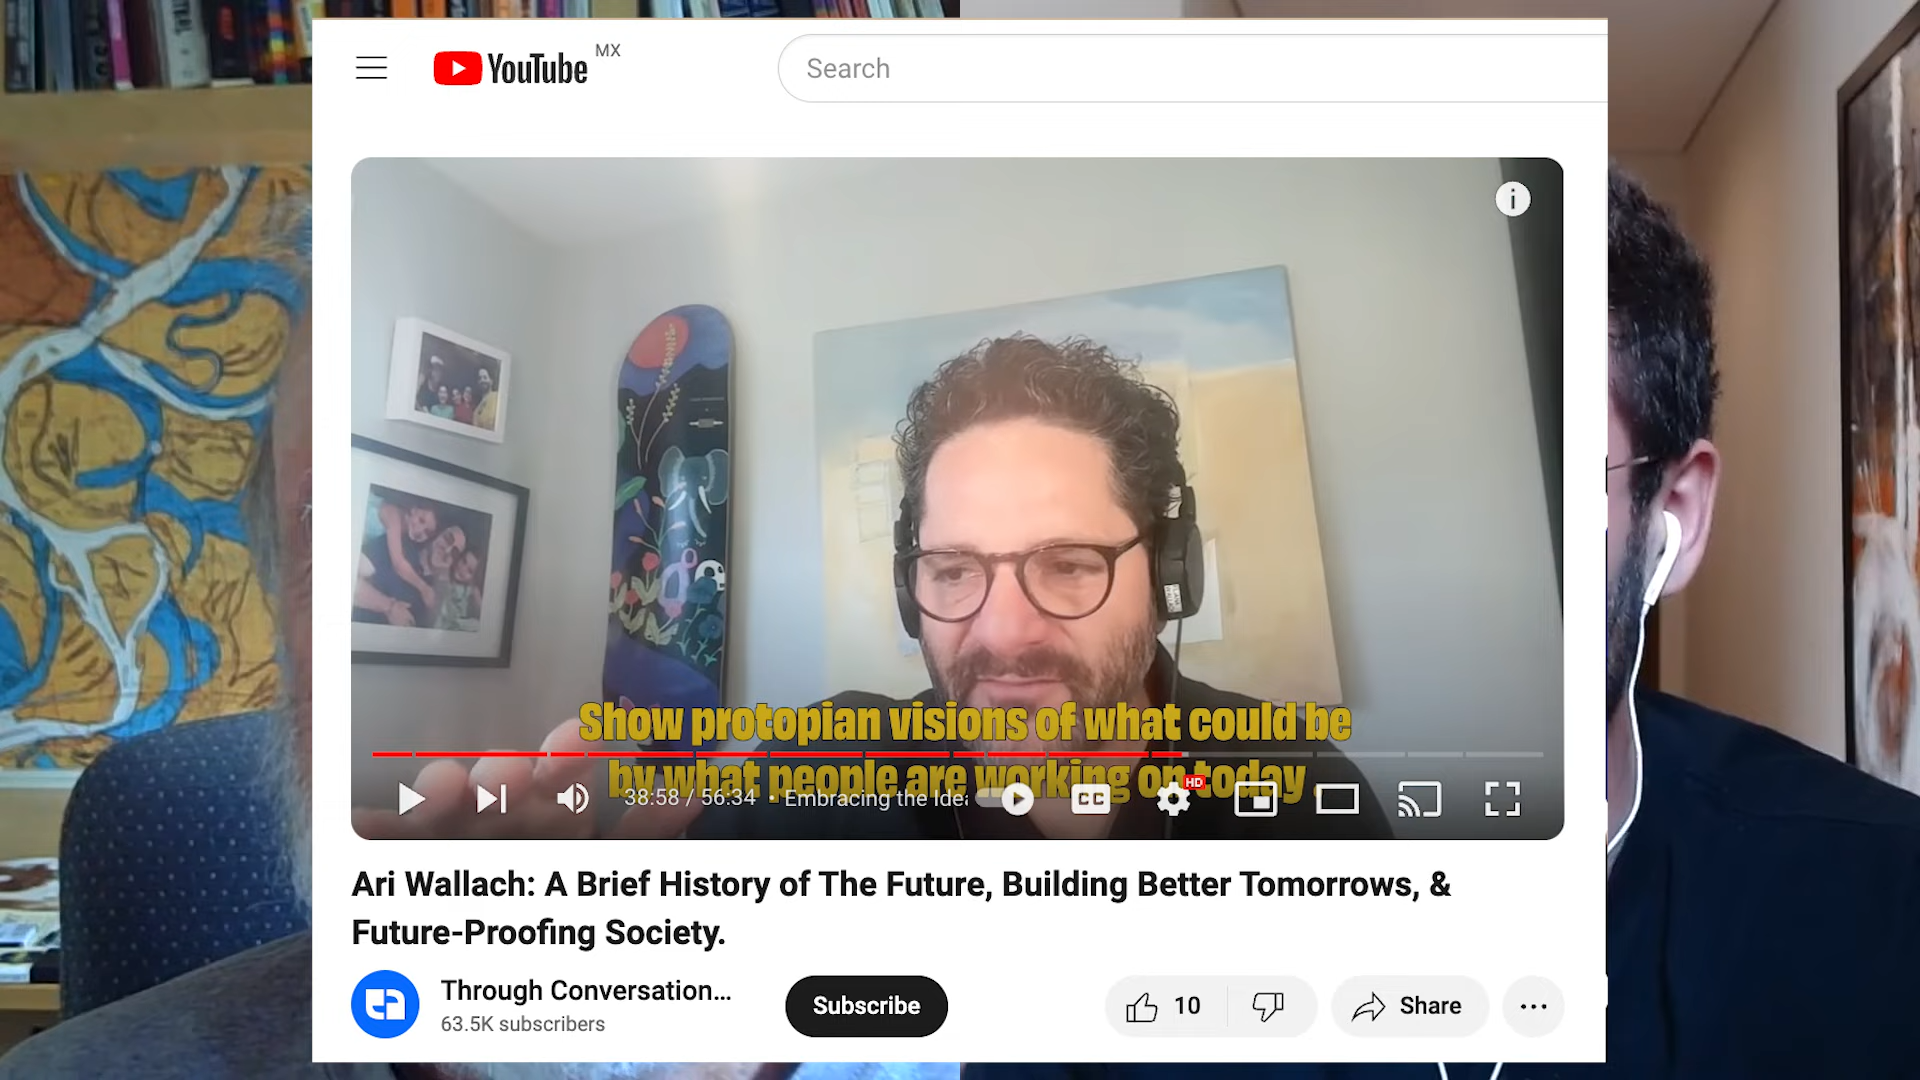 YouTube MX
Search
Show protopian visions of what could be
by what people are working on today
38:58 / 56:34 • Embracing the Idea
CC
HD
Ari Wallach: A Brief History of The Future, Building Better Tomorrows, &
Future-Proofing Society.
Through Conversation...
63.5K subscribers
Subscribe
10
Share